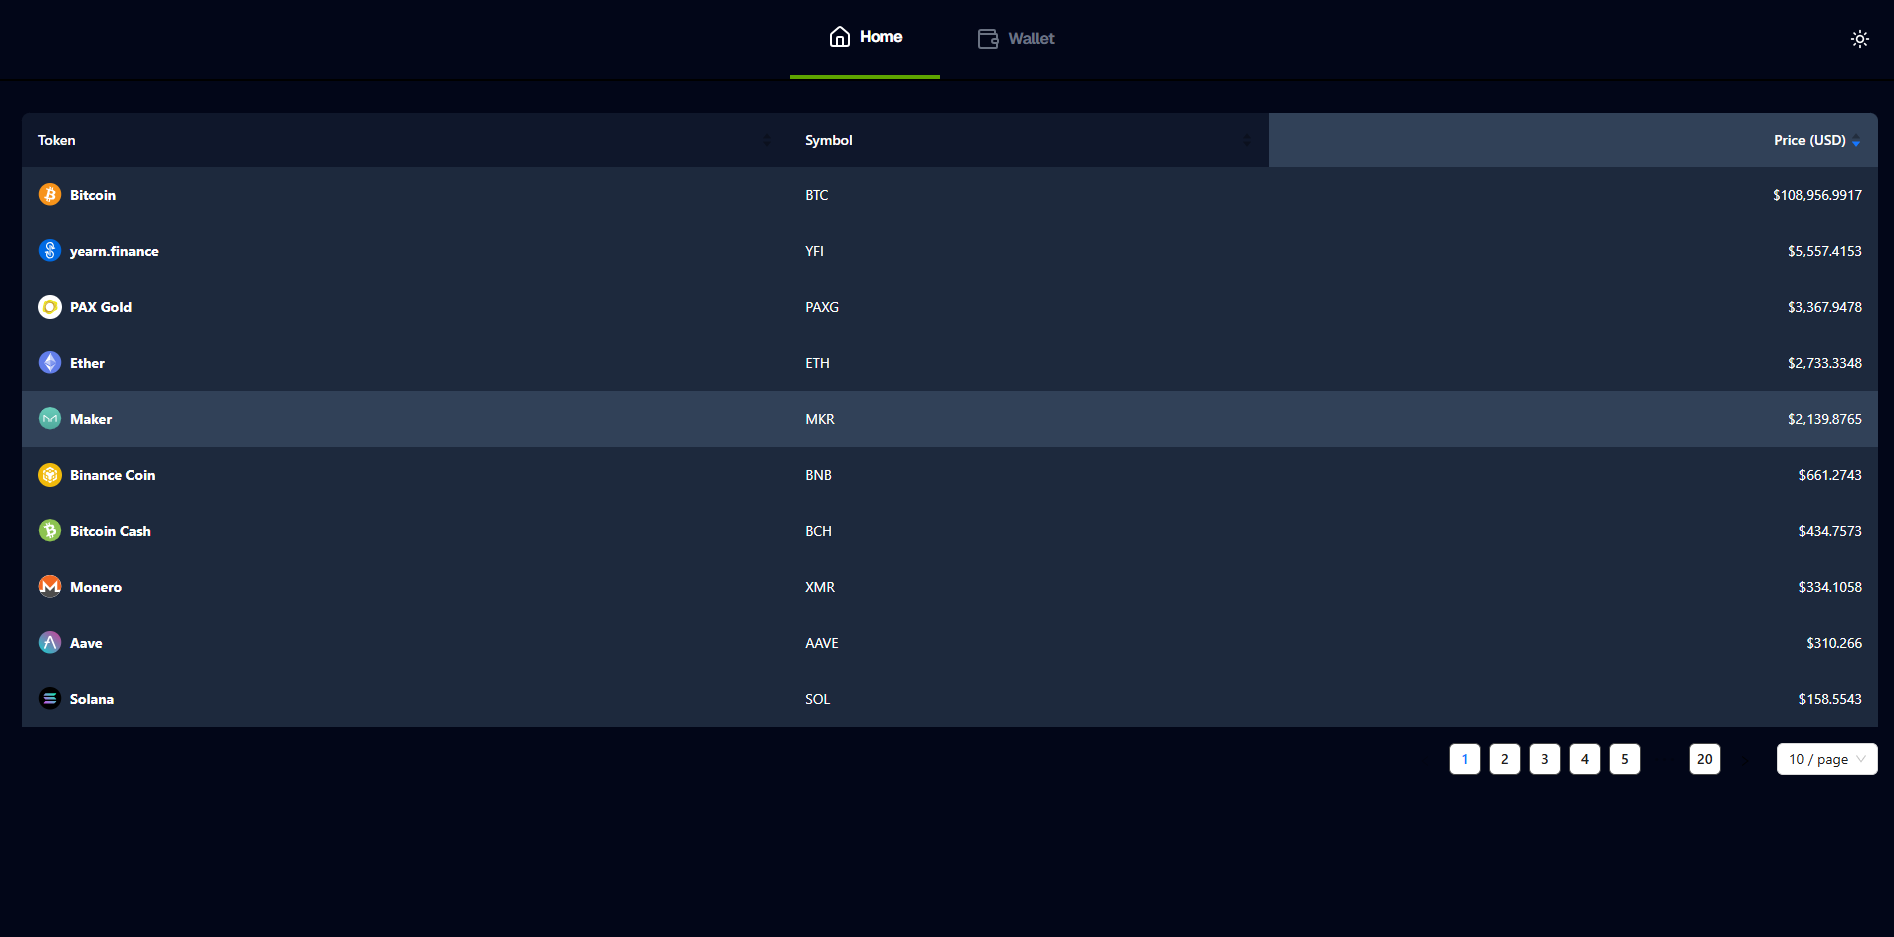 Home Wallet
Token Symbol Price (USD)
Bitcoin BTC $108,956.9917
yearn.finance YFI $5,557.4153
PAX Gold PAXG $3,367.9478
Ether ETH $2,733.3348
Maker MKR $2,139.8765
Binance Coin BNB $661.2743
Bitcoin Cash BCH $434.7573
Monero XMR $334.1058
Aave AAVE $310.266
Solana SOL $158.5543
1 2 3 4 5 20 10 / page